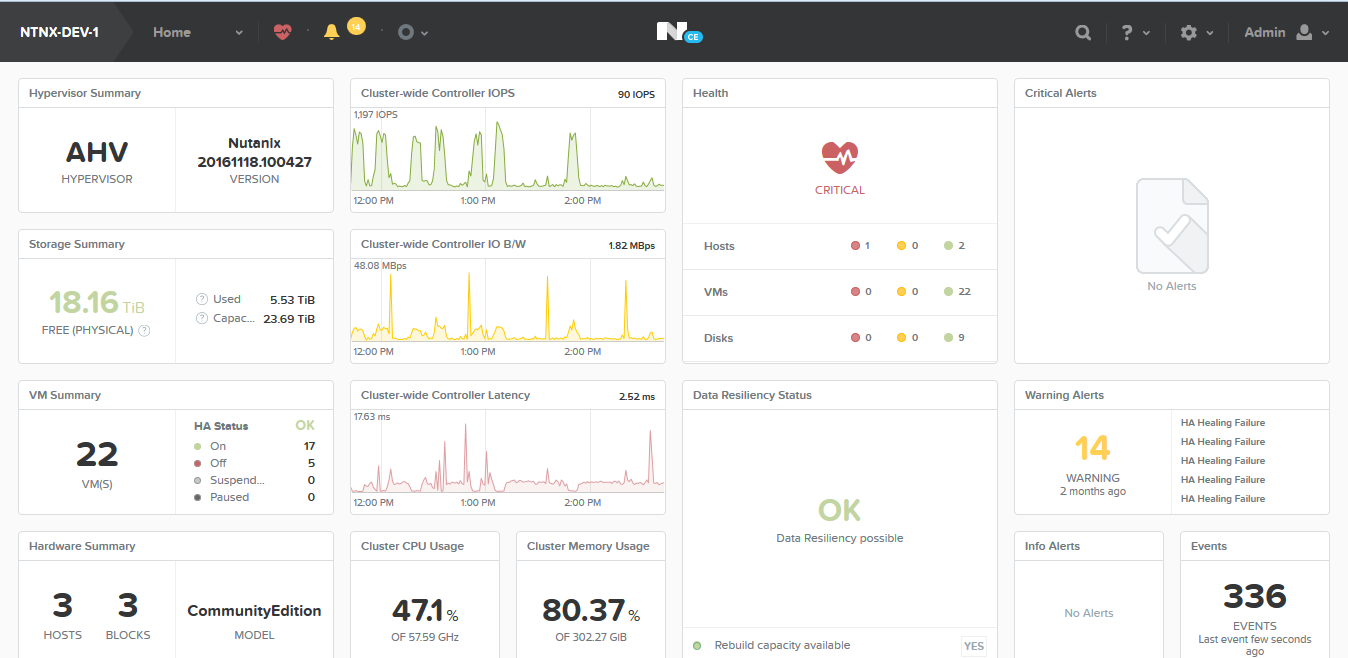 NTNX-DEV-1
Home
14
N CE
?
Admin
Hypervisor Summary
AHV
HYPERVISOR
Nutanix
20161118.100427
VERSION
Cluster-wide Controller IOPS 90 IOPS
1,197 IOPS
12:00 PM 1:00 PM 2:00 PM
Health
CRITICAL
Hosts 1 0 2
VMs 0 0 22
Disks 0 0 9
Critical Alerts
No Alerts
Storage Summary
18.16 TiB
FREE (PHYSICAL) ?
? Used 5.53 TiB
? Capac... 23.69 TiB
Cluster-wide Controller IO B/W 1.82 MBps
48.08 MBps
12:00 PM 1:00 PM 2:00 PM
VM Summary
22
VM(S)
HA Status OK
On 17
Off 5
Suspend... 0
Paused 0
Cluster-wide Controller Latency 2.52 ms
17.63 ms
12:00 PM 1:00 PM 2:00 PM
Data Resiliency Status
OK
Data Resiliency possible
Rebuild capacity available YES
Warning Alerts
14
WARNING
2 months ago
HA Healing Failure
HA Healing Failure
HA Healing Failure
HA Healing Failure
HA Healing Failure
Hardware Summary
3
HOSTS
3
BLOCKS
CommunityEdition
MODEL
Cluster CPU Usage
47.1 %
OF 57.59 GHz
Cluster Memory Usage
80.37 %
OF 302.27 GiB
Info Alerts
No Alerts
Events
336
EVENTS
Last event few seconds
ago